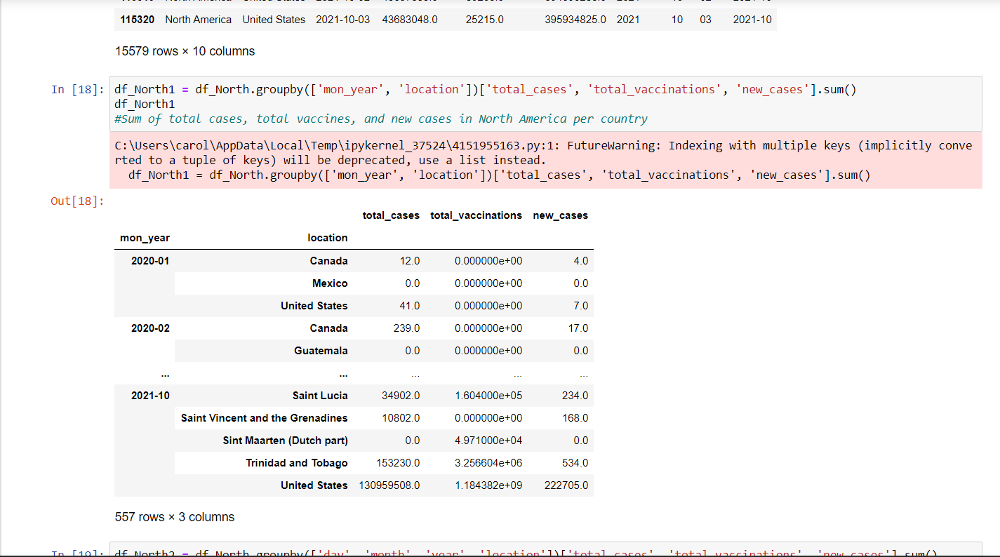 115320 North America United States 2021-10-03 43683048.0 25215.0 395934825.0 2021 10 03 2021-10
15579 rows × 10 columns
In [18]: df_North1 = df_North.groupby(['mon_year', 'location'])['total_cases', 'total_vaccinations', 'new_cases'].sum()
df_North1
#Sum of total cases, total vaccines, and new cases in North America per country
C:\Users\carol\AppData\Local\Temp\ipykernel_37524\4151955163.py:1: FutureWarning: Indexing with multiple keys (implicitly conve
rted to a tuple of keys) will be deprecated, use a list instead.
df_North1 = df_North.groupby(['mon_year', 'location'])['total_cases', 'total_vaccinations', 'new_cases'].sum()
Out[18]:
total_cases total_vaccinations new_cases
mon_year location
2020-01 Canada 12.0 0.000000e+00 4.0
Mexico 0.0 0.000000e+00 0.0
United States 41.0 0.000000e+00 7.0
2020-02 Canada 239.0 0.000000e+00 17.0
Guatemala 0.0 0.000000e+00 0.0
... ... ... ... ...
2021-10 Saint Lucia 34902.0 1.604000e+05 234.0
Saint Vincent and the Grenadines 10802.0 0.000000e+00 168.0
Sint Maarten (Dutch part) 0.0 4.971000e+04 0.0
Trinidad and Tobago 153230.0 3.256604e+06 534.0
United States 130959508.0 1.184382e+09 222705.0
557 rows × 3 columns
In [19]: df_North2 = df_North.groupby(['day', 'month', 'year', 'location'])['total_cases', 'total_vaccinations', 'new_cases'].sum()